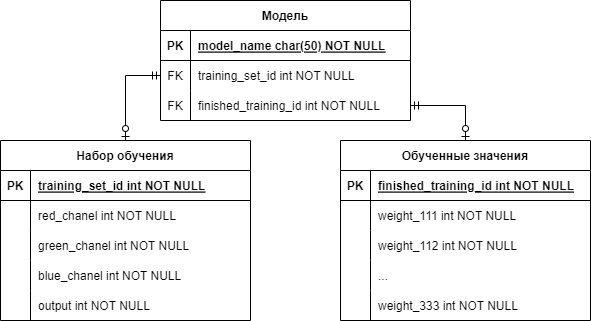 Модель
PK model_name char(50) NOT NULL
FK training_set_id int NOT NULL
FK finished_training_id int NOT NULL
Набор обучения
PK training_set_id int NOT NULL
red_chanel int NOT NULL
green_chanel int NOT NULL
blue_chanel int NOT NULL
output int NOT NULL
Обученные значения
PK finished_training_id int NOT NULL
weight_111 int NOT NULL
weight_112 int NOT NULL
...
weight_333 int NOT NULL